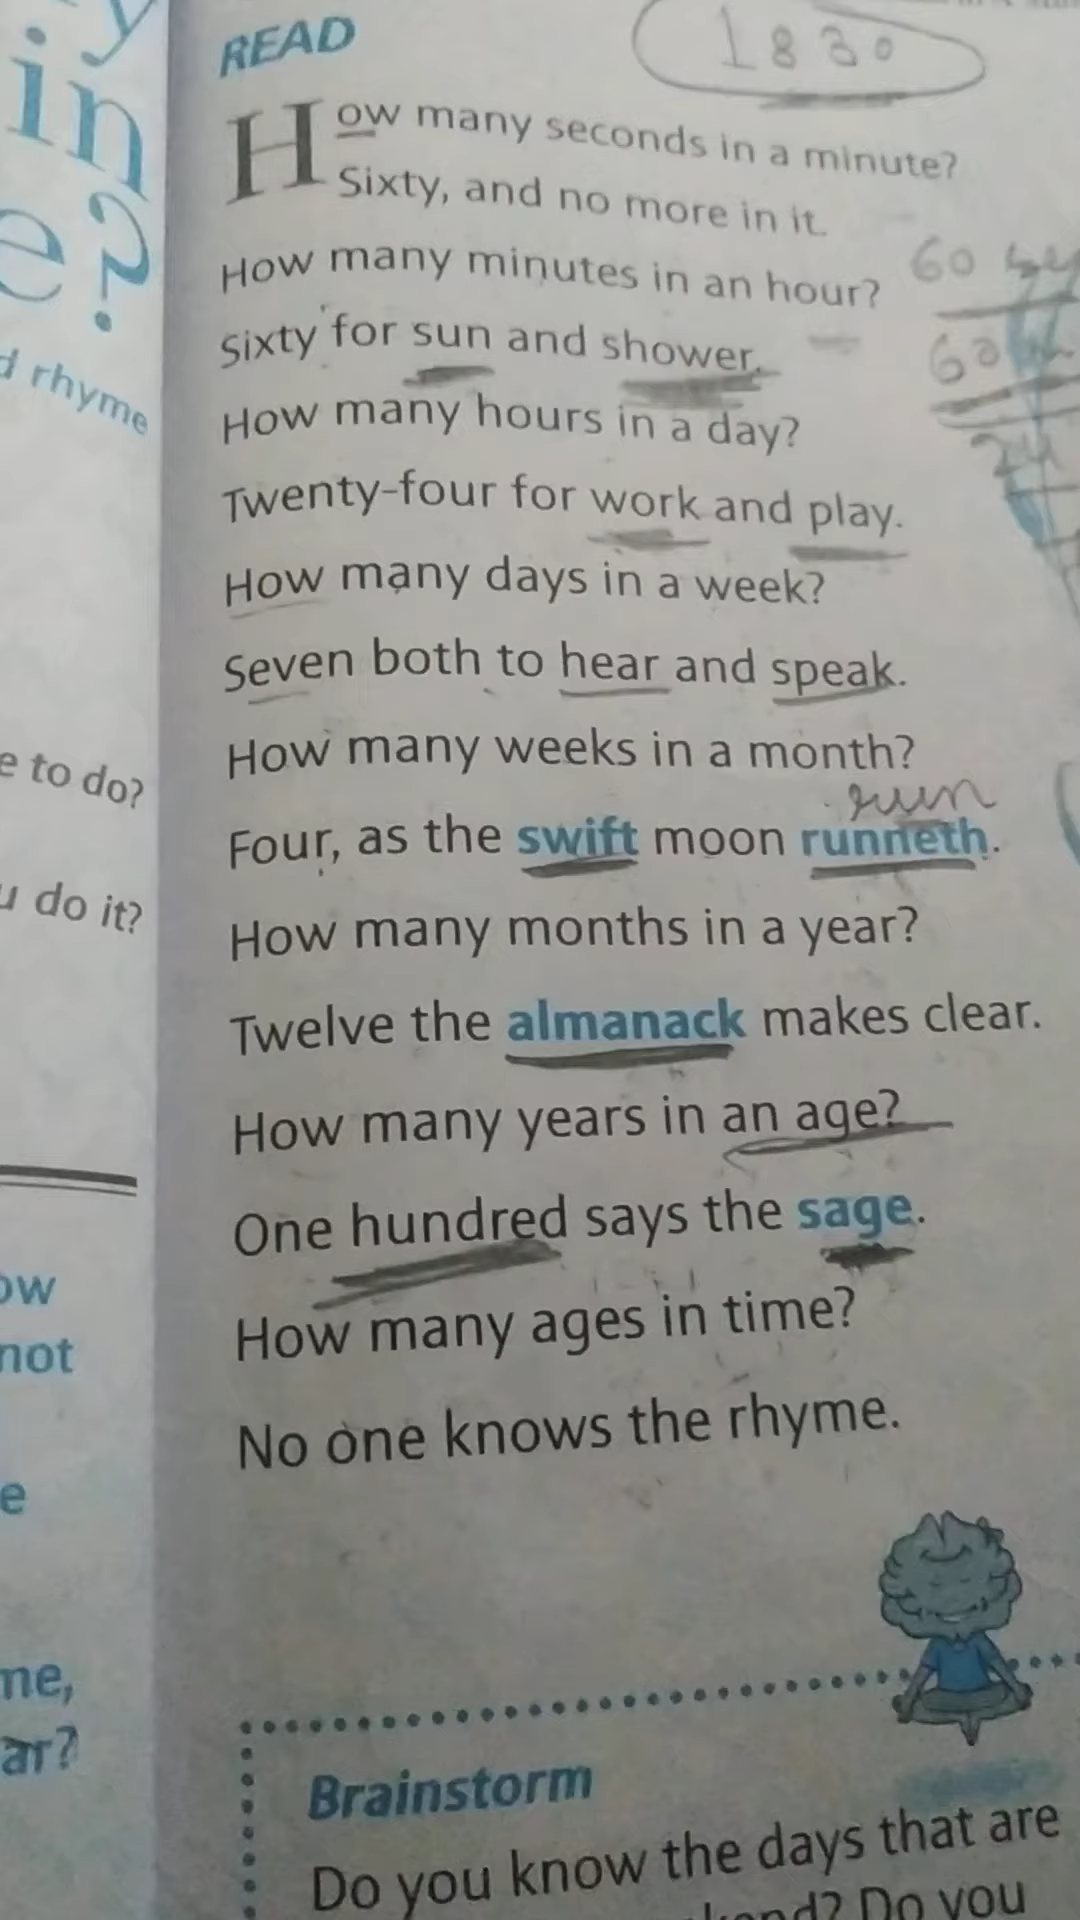 y
in
e?
d rhyme
e to do?
u do it?
ow
not
e
me,
ar?
READ
1830
How many seconds in a minute?
Sixty, and no more in it.
How many minutes in an hour?
60
Sixty for sun and shower.
60
How many hours in a day?
24
Twenty-four for work and play.
How many days in a week?
Seven both to hear and speak.
How many weeks in a month?
run
Four, as the swift moon runneth.
How many months in a year?
Twelve the almanack makes clear.
How many years in an age?
One hundred says the sage.
How many ages in time?
No one knows the rhyme.
Brainstorm
Do you know the days that are
Do you